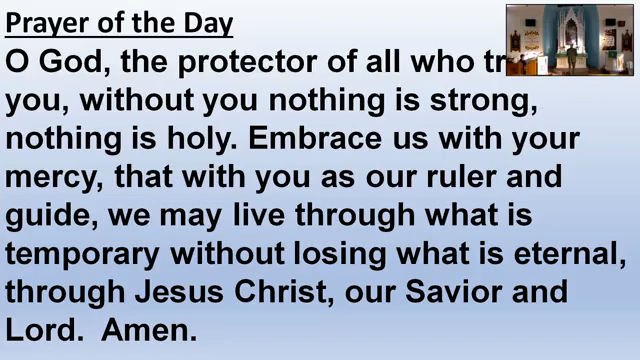 Prayer of the Day
O God, the protector of all who
you, without you nothing is strong,
nothing is holy. Embrace us with your
mercy, that with you as our ruler and
guide, we may live through what is
temporary without losing what is eternal,
through Jesus Christ, our Savior and
Lord.  Amen.